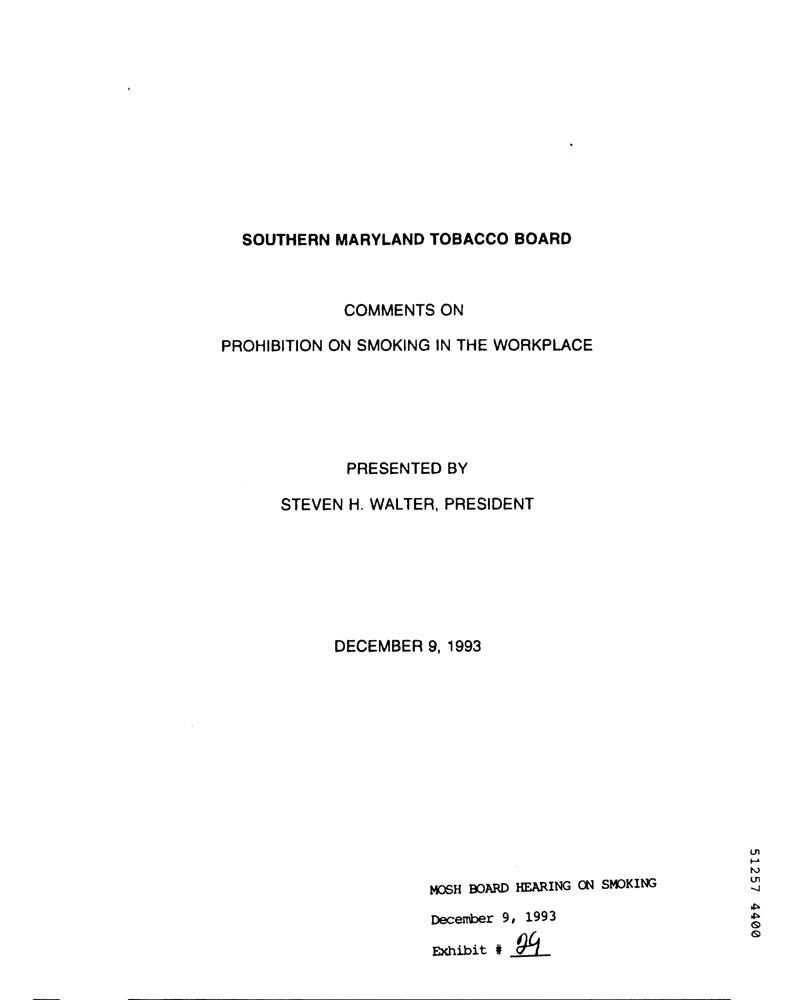 SOUTHERN MARYLAND TOBACCO BOARD
COMMENTS ON
PROHIBITION ON SMOKING IN THE WORKPLACE
PRESENTED BY
STEVEN H. WALTER, PRESIDENT
DECEMBER 9, 1993
MOSH BOARD HEARING ON SMOKING
December 9, 1993
Exhibit # 29
51257 4400